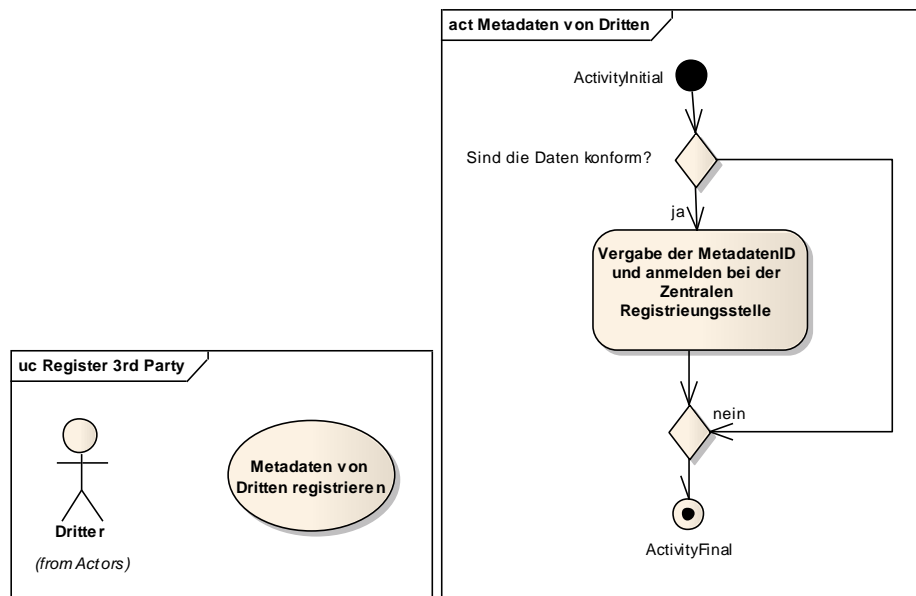 act Metadaten von Dritten
ActivityInitial
Sind die Daten konform?
ja
Vergabe der MetadatenID
und anmelden bei der
Zentralen
Registrieungsstelle
nein
ActivityFinal
uc Register 3rd Party
Metadaten von
Dritten registrieren
Dritter
(from Actors)